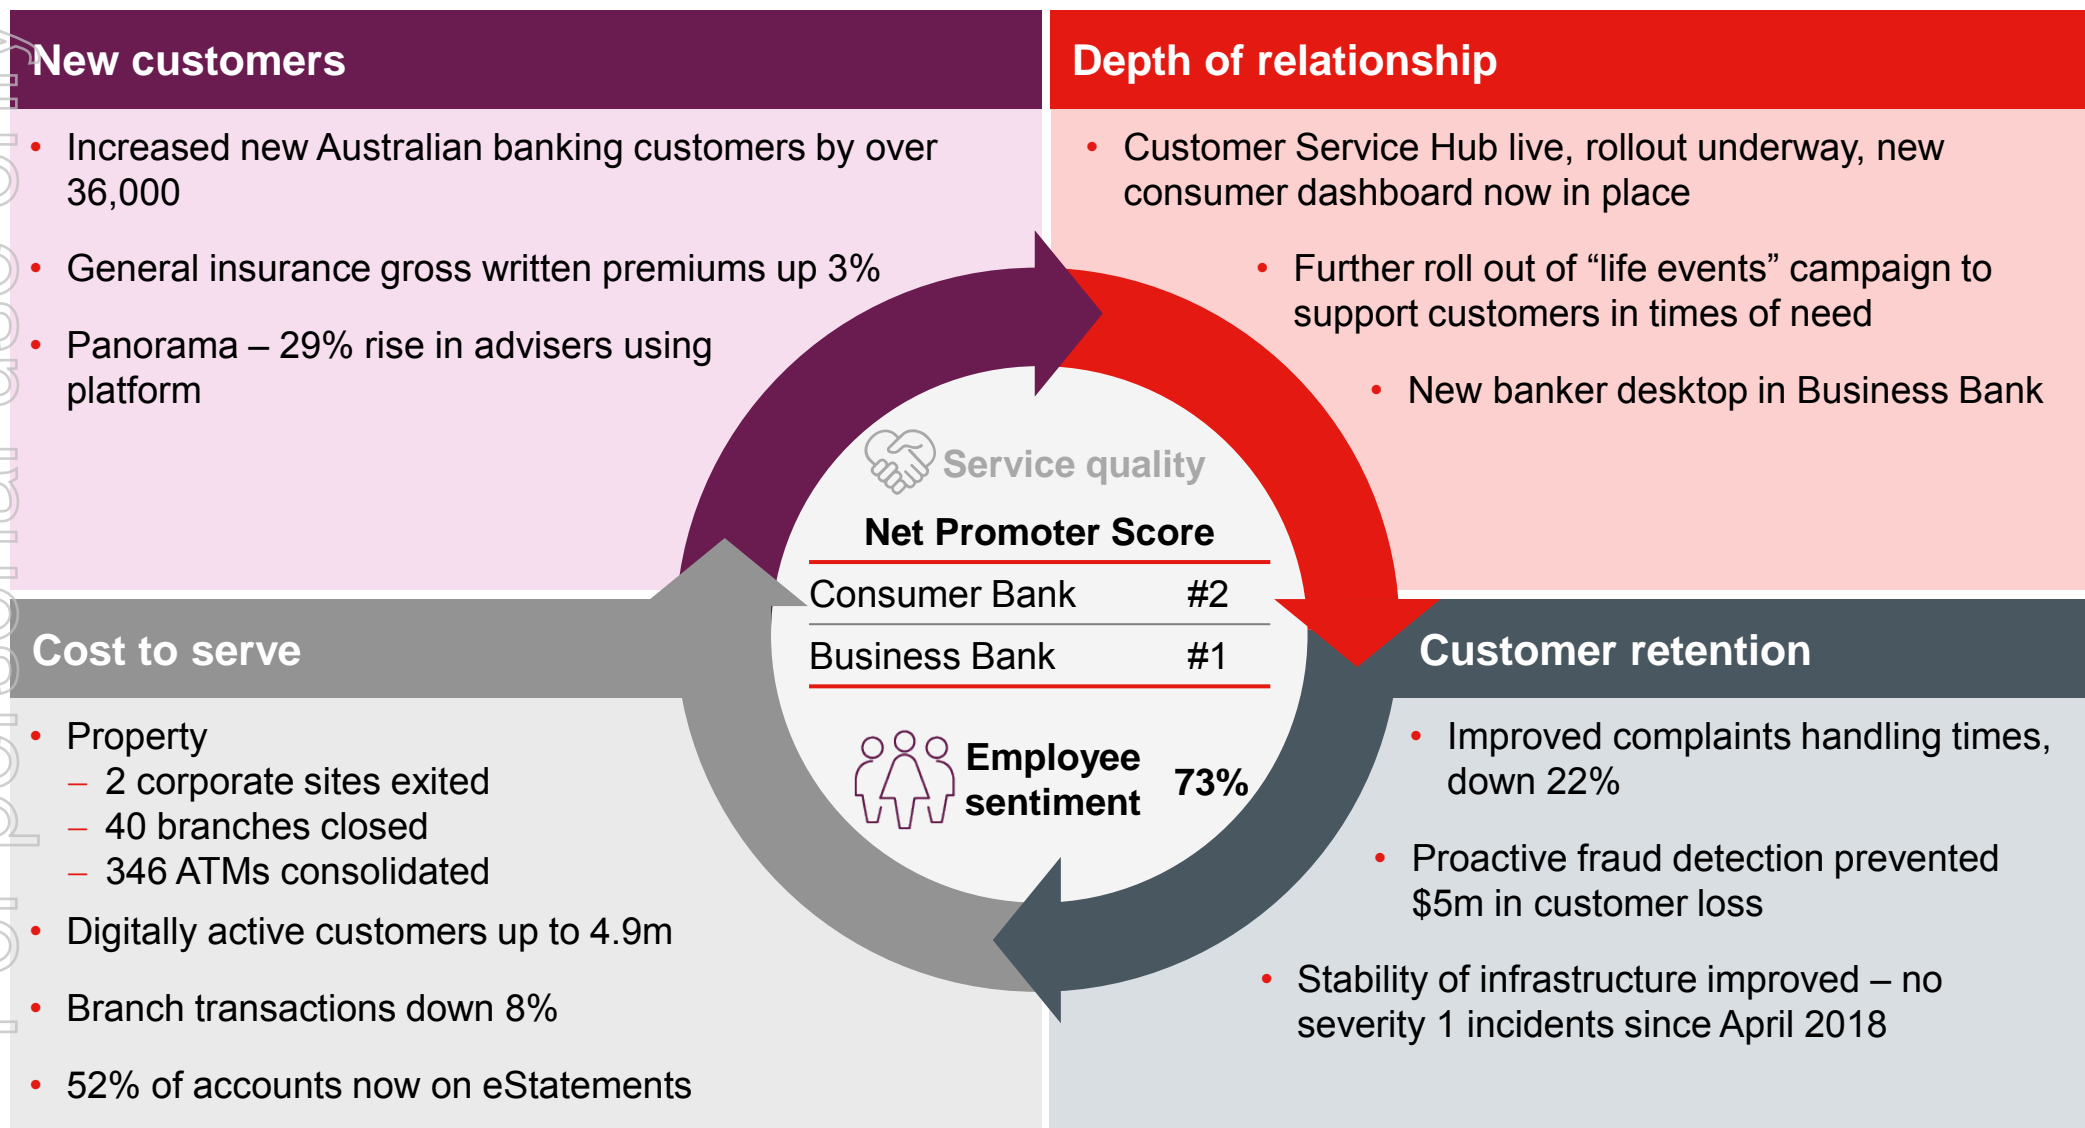 New customers
• Increased new Australian banking customers by over
36,000
• General insurance gross written premiums up 3%
• Panorama – 29% rise in advisers using
platform
Depth of relationship
• Customer Service Hub live, rollout underway, new
consumer dashboard now in place
• Further roll out of “life events” campaign to
support customers in times of need
• New banker desktop in Business Bank
Service quality
Net Promoter Score
Consumer Bank #2
Business Bank #1
Employee
sentiment 73%
Cost to serve
• Property
– 2 corporate sites exited
– 40 branches closed
– 346 ATMs consolidated
• Digitally active customers up to 4.9m
• Branch transactions down 8%
• 52% of accounts now on eStatements
Customer retention
• Improved complaints handling times,
down 22%
• Proactive fraud detection prevented
$5m in customer loss
• Stability of infrastructure improved – no
severity 1 incidents since April 2018
For personal use only